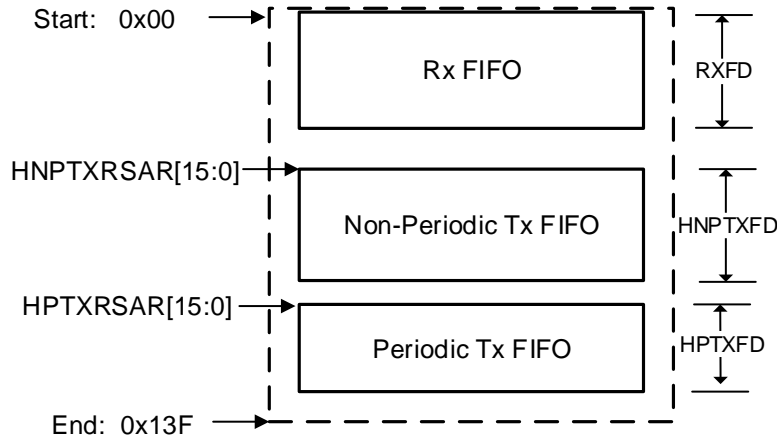 Start: 0x00
Rx FIFO
RXFD
HNPTXRSAR[15:0]
Non-Periodic Tx FIFO
HNPTXFD
HPTXRSAR[15:0]
Periodic Tx FIFO
HPTXFD
End: 0x13F